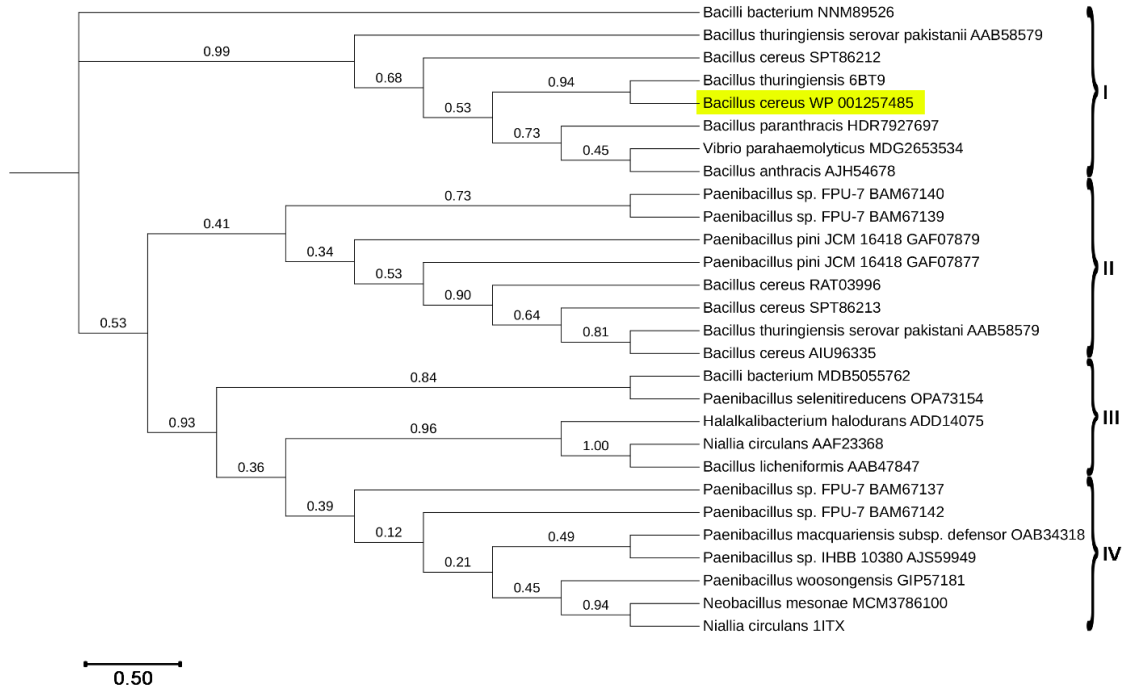 Bacilli bacterium NNM89526
Bacillus thuringiensis serovar pakistanii AAB58579
0.99
Bacillus cereus SPT86212
0.68
Bacillus thuringiensis 6BT9
0.94
Bacillus cereus WP 001257485
0.53
I
Bacillus paranthracis HDR7927697
0.73
Vibrio parahaemolyticus MDG2653534
0.45
Bacillus anthracis AJH54678
Paenibacillus sp. FPU-7 BAM67140
0.73
Paenibacillus sp. FPU-7 BAM67139
0.41
Paenibacillus pini JCM 16418 GAF07879
0.34
Paenibacillus pini JCM 16418 GAF07877
0.53
II
Bacillus cereus RAT03996
0.90
Bacillus cereus SPT86213
0.64
Bacillus thuringiensis serovar pakistani AAB58579
0.81
0.53
Bacillus cereus AIU96335
Bacilli bacterium MDB5055762
0.84
Paenibacillus selenitireducens OPA73154
III
Halalkalibacterium halodurans ADD14075
0.93
0.96
Niallia circulans AAF23368
1.00
Bacillus licheniformis AAB47847
0.36
Paenibacillus sp. FPU-7 BAM67137
0.39
Paenibacillus sp. FPU-7 BAM67142
0.12
Paenibacillus macquariensis subsp. defensor OAB34318
0.49
Paenibacillus sp. IHBB 10380 AJS59949
IV
0.21
Paenibacillus woosongensis GIP57181
0.45
Neobacillus mesonae MCM3786100
0.94
Niallia circulans 1ITX
0.50